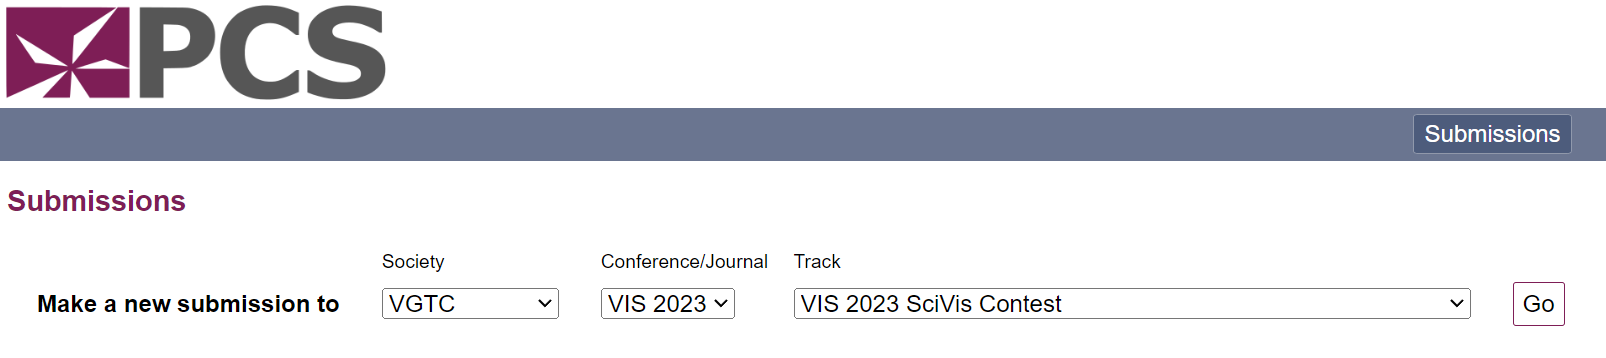 PCS
Submissions
Submissions
Society Conference/Journal Track
Make a new submission to VGTC VIS 2023 VIS 2023 SciVis Contest Go